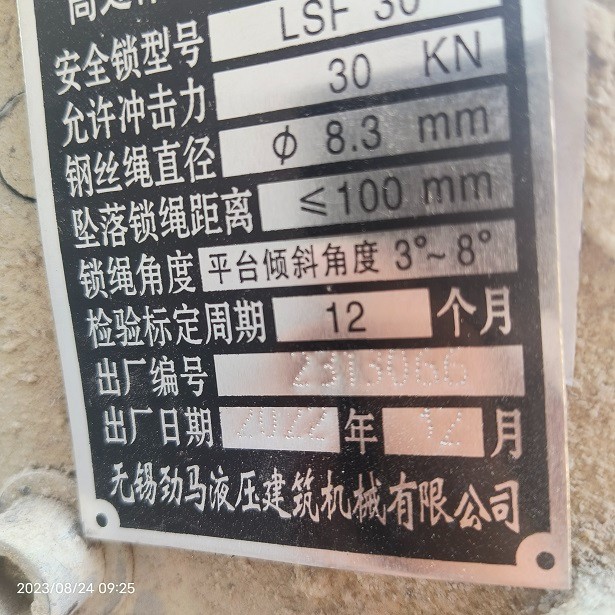 安全锁型号 LSF 30
允许冲击力 30 KN
钢丝绳直径 ϕ 8.3 mm
坠落锁绳距离 ≤100 mm
锁绳角度 平台倾斜角度 3°~8°
检验标定周期 12 个月
出厂编号
出厂日期 2022 年 12 月
无锡劲马液压建筑机械有限公司
2023/08/24 09:25